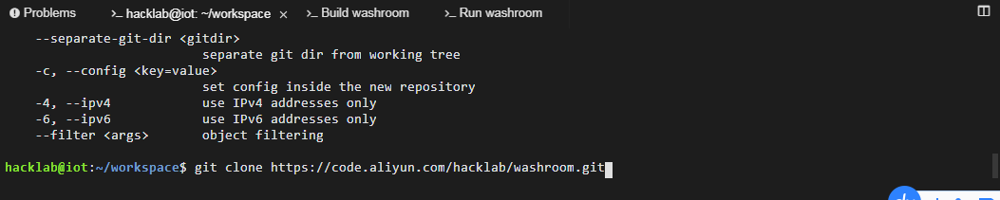 Problems >_ hacklab@iot: ~/workspace × >_ Build washroom >_ Run washroom
--separate-git-dir <gitdir>
separate git dir from working tree
-c, --config <key=value>
set config inside the new repository
-4, --ipv4 use IPv4 addresses only
-6, --ipv6 use IPv6 addresses only
--filter <args> object filtering
hacklab@iot:~/workspace$ git clone https://code.aliyun.com/hacklab/washroom.git